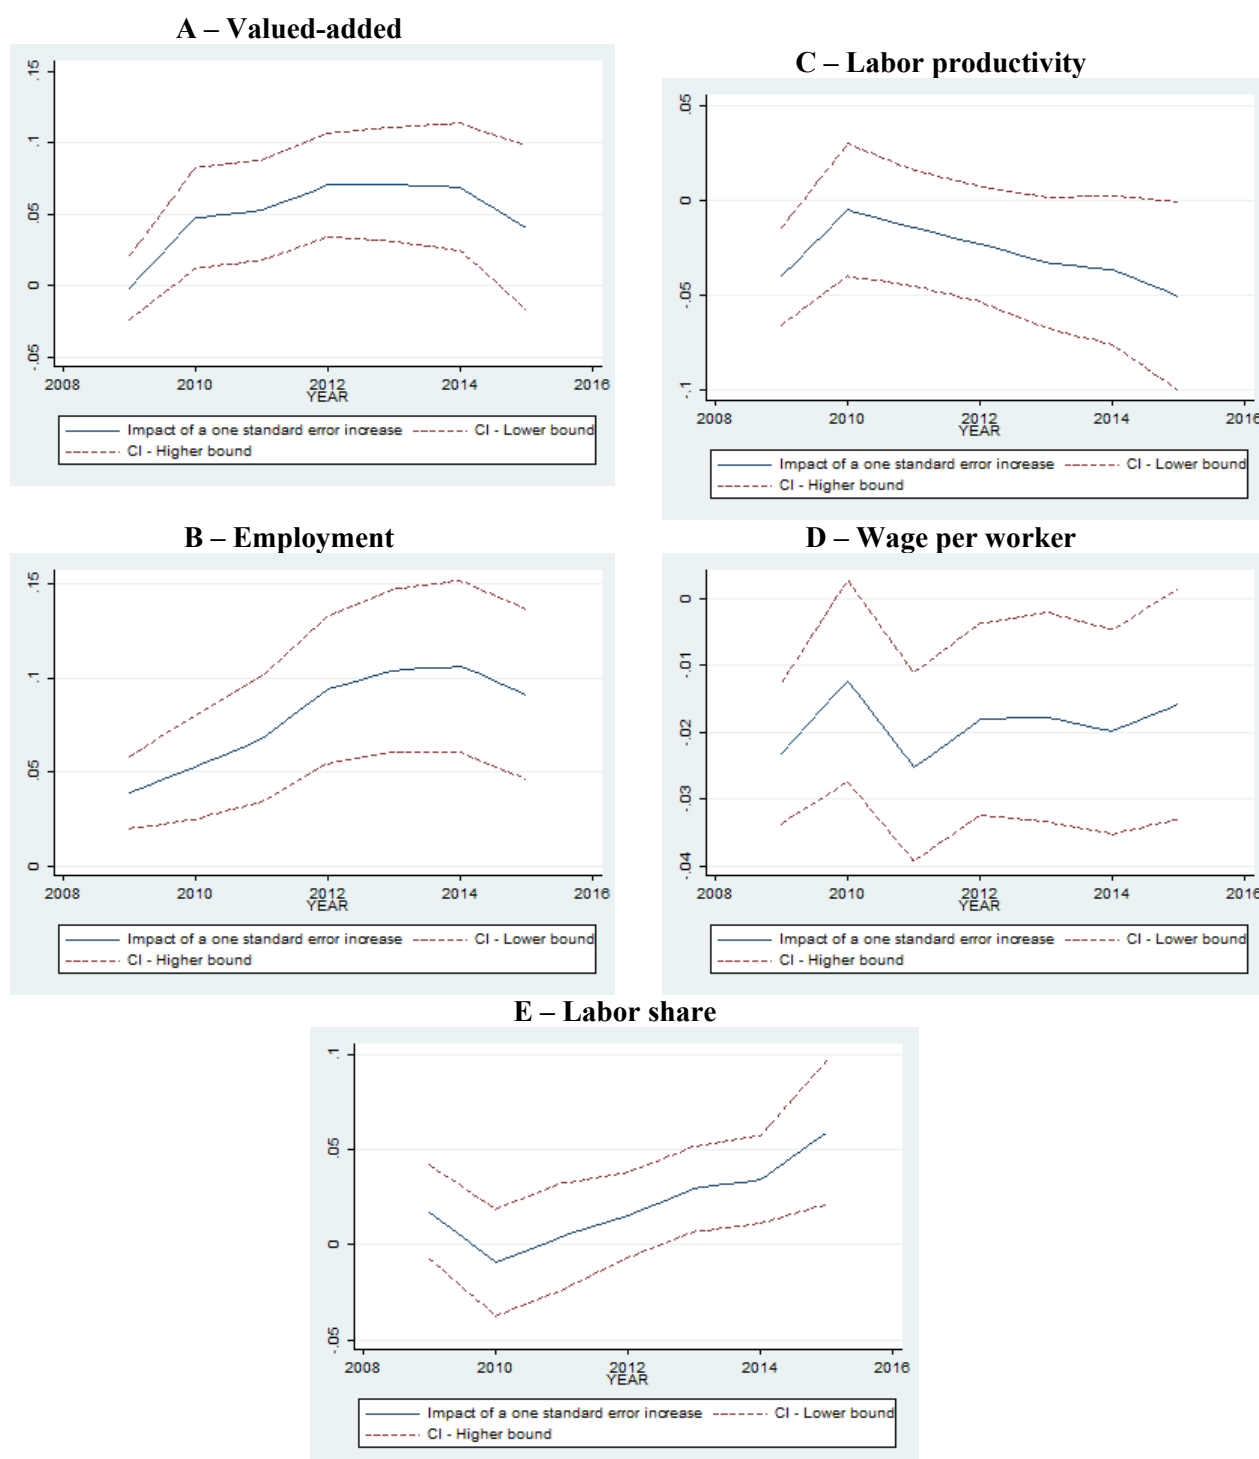 A – Valued-added
.15
.1
.05
0
-.05
2008 2010 2012 2014 2016
YEAR
Impact of a one standard error increase CI - Lower bound
CI - Higher bound
C – Labor productivity
.05
0
-.05
-.1
2008 2010 2012 2014 2016
YEAR
Impact of a one standard error increase CI - Lower bound
CI - Higher bound
B – Employment
.15
.1
.05
0
2008 2010 2012 2014 2016
YEAR
Impact of a one standard error increase CI - Lower bound
CI - Higher bound
D – Wage per worker
0
-.01
-.02
-.03
-.04
2008 2010 2012 2014 2016
YEAR
Impact of a one standard error increase CI - Lower bound
CI - Higher bound
E – Labor share
.1
.05
0
-.05
2008 2010 2012 2014 2016
YEAR
Impact of a one standard error increase CI - Lower bound
CI - Higher bound